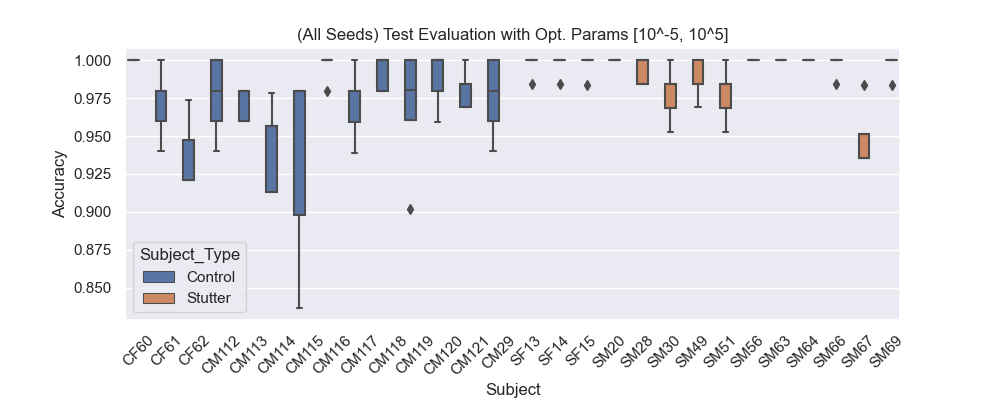 (All Seeds) Test Evaluation with Opt. Params [10^-5, 10^5]
1.000
0.975
0.950
0.925
0.900
0.875
0.850
Accuracy
Subject_Type
Control
Stutter
CF60 CF61 CF62 CM112 CM113 CM114 CM115 CM116 CM117 CM118 CM119 CM120 CM121 CM29 SF13 SF14 SF15 SM20 SM28 SM30 SM49 SM51 SM56 SM63 SM64 SM66 SM67 SM69
Subject